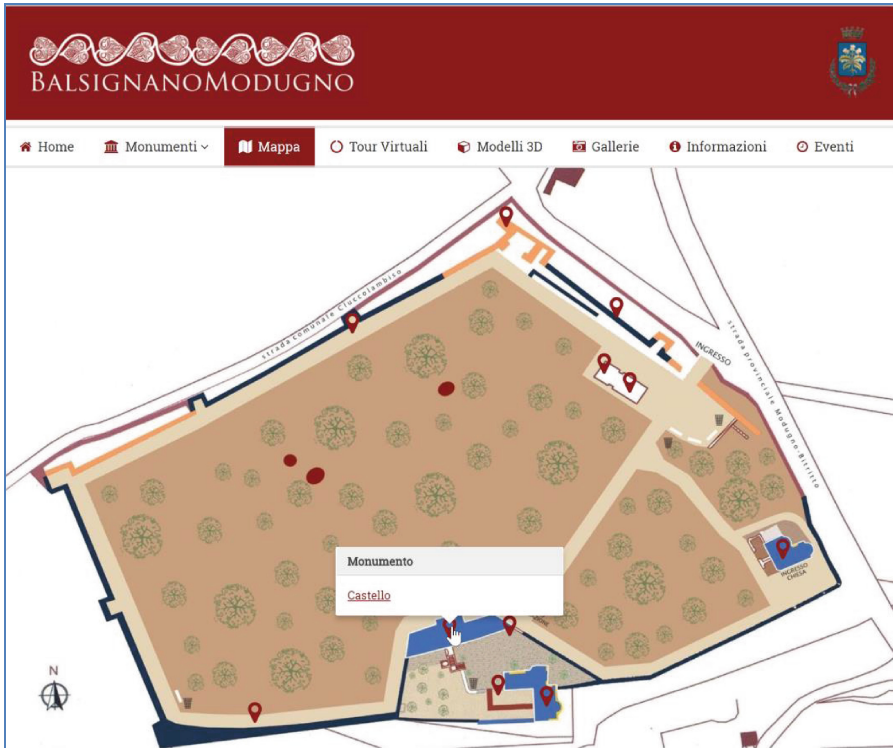 BALSIGNANOMODUGNO
Home Monumenti Mappa Tour Virtuali Modelli 3D Gallerie Informazioni Eventi
strada comunale Cluccolambiso
INGRESSO
strada provinciale Modugno-Bitritto
Monumento
Castello
INGRESSO
CHIESA
N